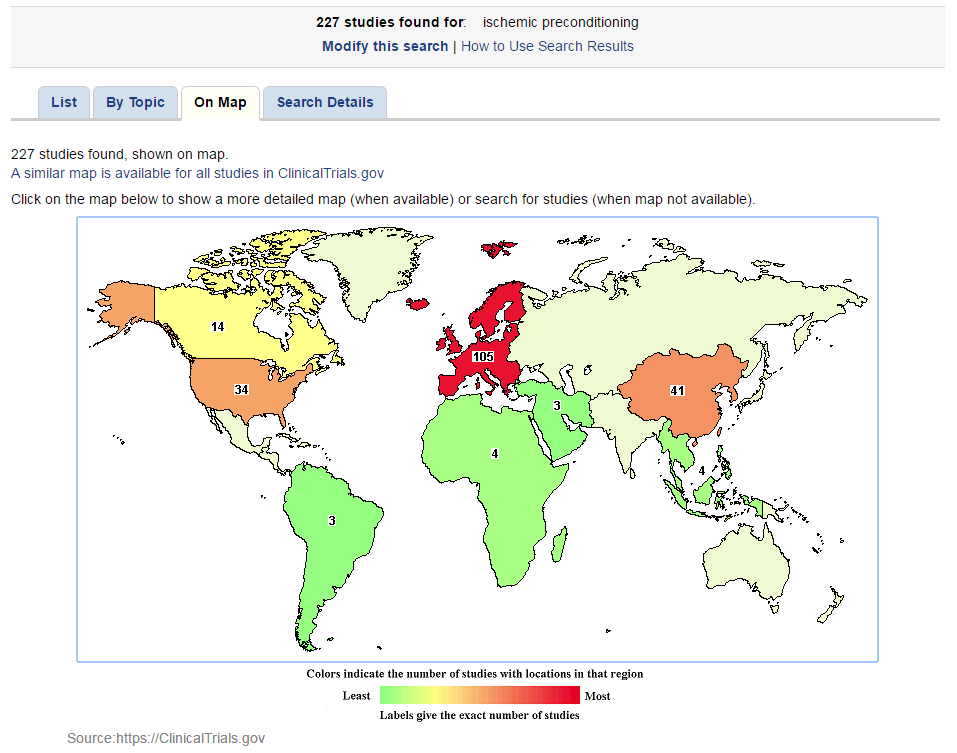 227 studies found for: ischemic preconditioning
Modify this search | How to Use Search Results
List By Topic On Map Search Details
227 studies found, shown on map.
A similar map is available for all studies in ClinicalTrials.gov
Click on the map below to show a more detailed map (when available) or search for studies (when map not available).
14
105
34
41
3
4
4
3
Colors indicate the number of studies with locations in that region
Least Most
Labels give the exact number of studies
Source:https://ClinicalTrials.gov